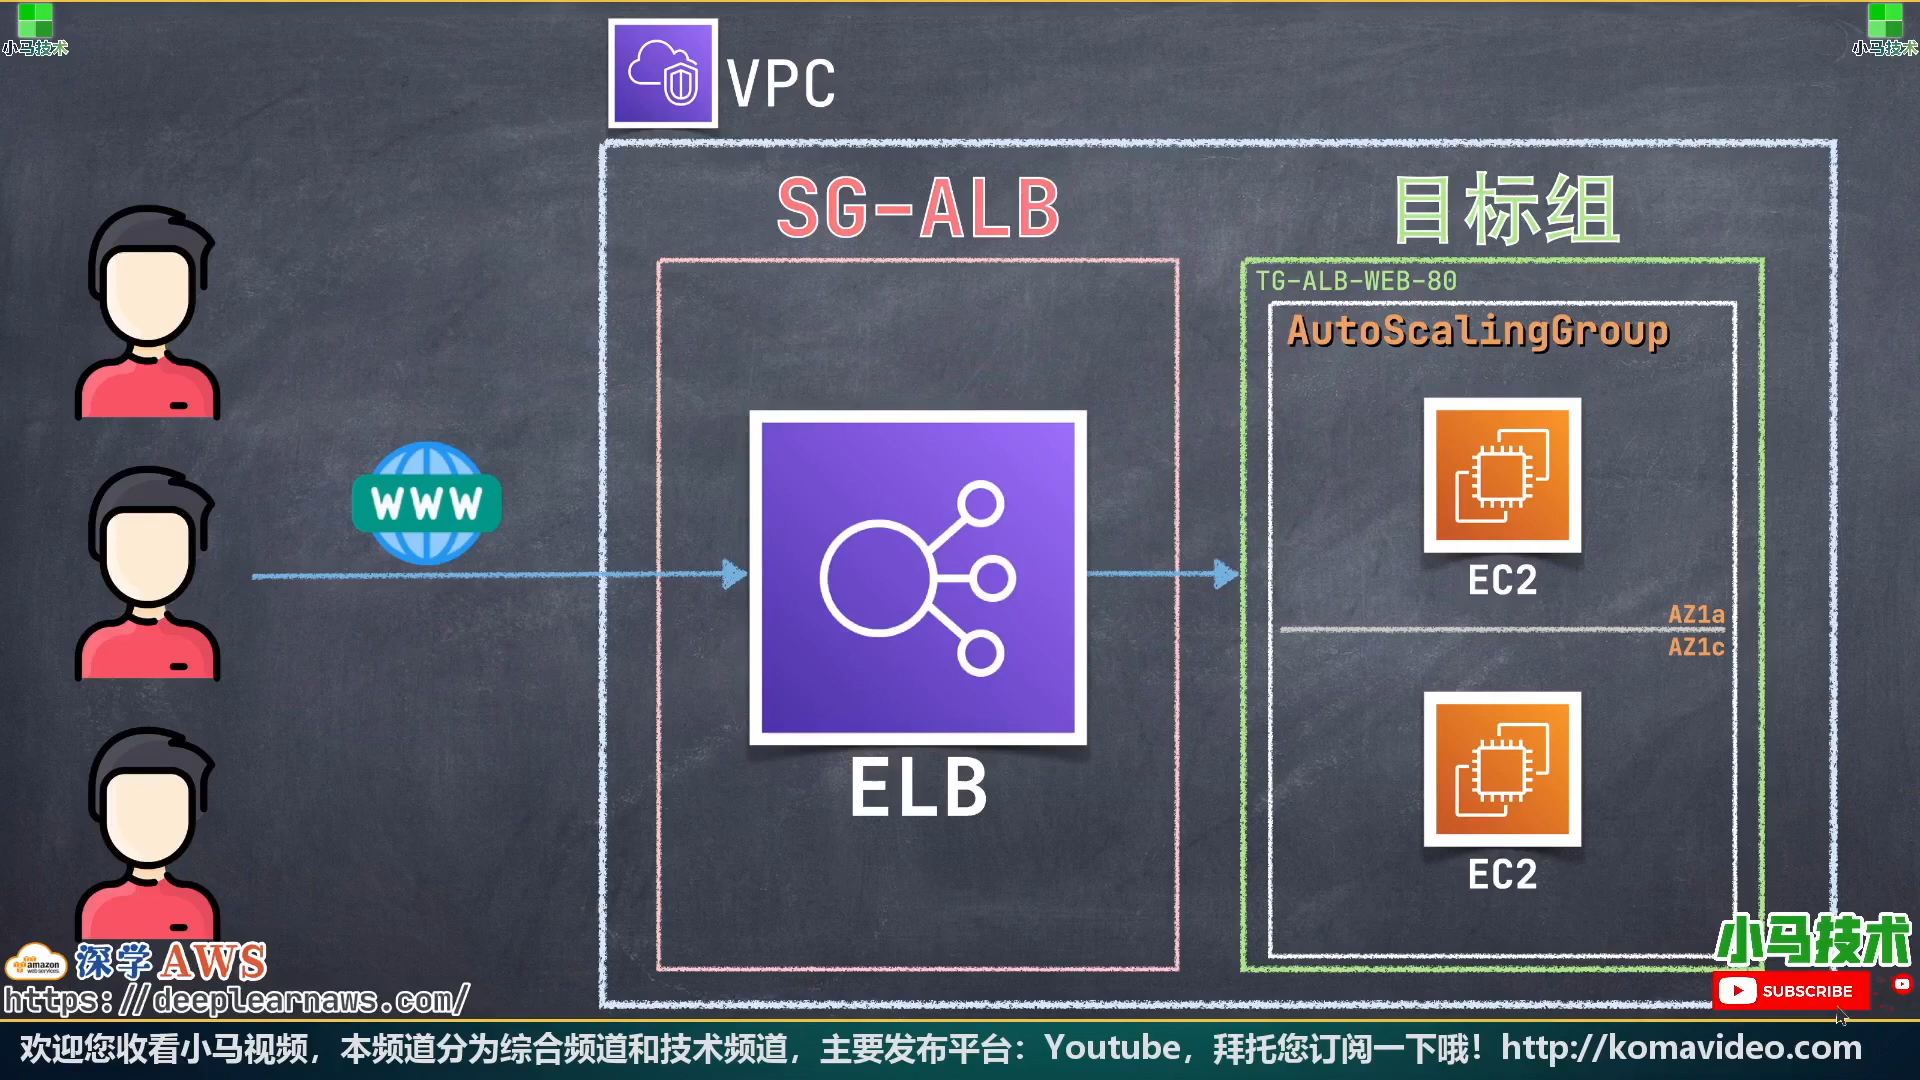 小马技术
小马技术
VPC
SG-ALB
目标组
TG-ALB-WEB-80
AutoScalingGroup
WWW
EC2
AZ1a
AZ1c
ELB
EC2
小马技术
SUBSCRIBE
amazon
web services
深学AWS
https://deeplearnaws.com/
欢迎您收看小马视频，本频道分为综合频道和技术频道，主要发布平台：Youtube，拜托您订阅一下哦！http://komavideo.com